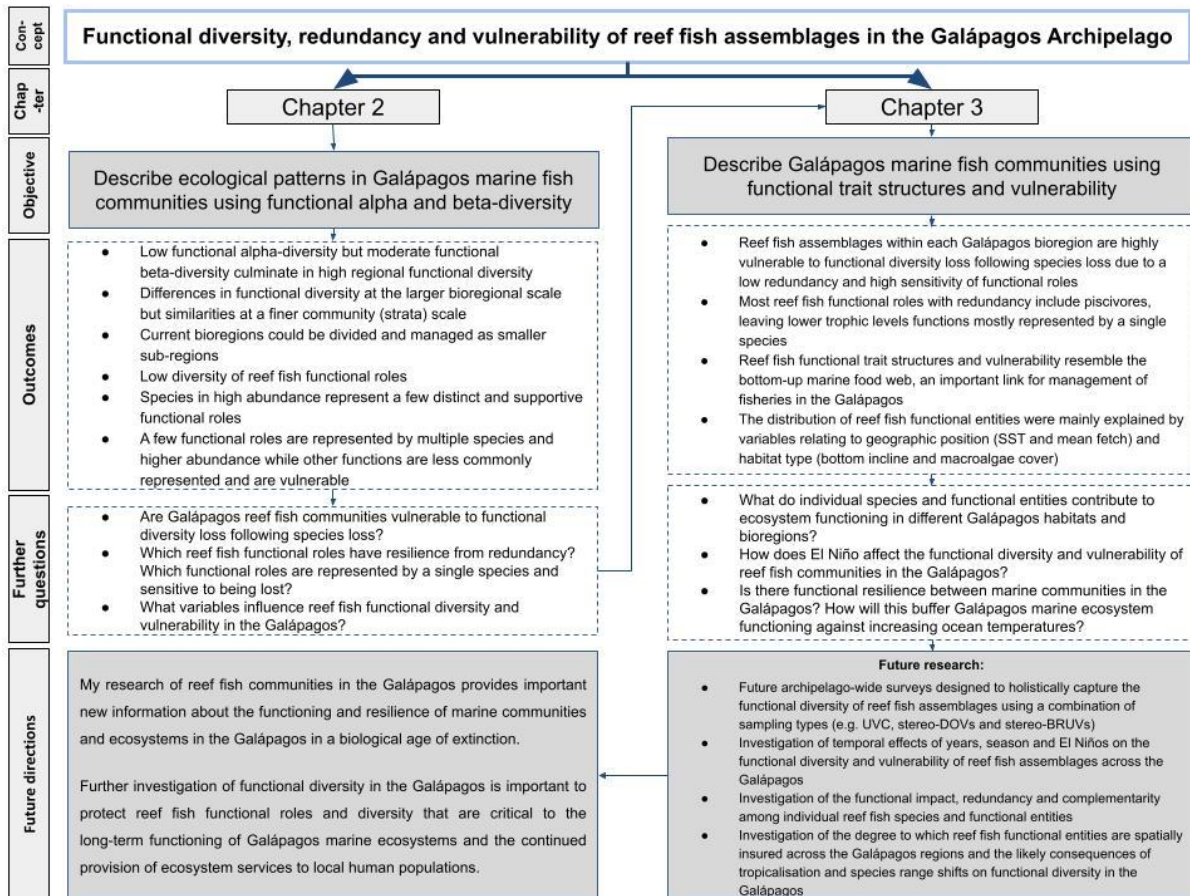 Con-
cept
Functional diversity, redundancy and vulnerability of reef fish assemblages in the Galápagos Archipelago
Chap
-ter
Chapter 2
Chapter 3
Objective
Describe ecological patterns in Galápagos marine fish
communities using functional alpha and beta-diversity
Describe Galápagos marine fish communities using
functional trait structures and vulnerability
Outcomes
● Low functional alpha-diversity but moderate functional
beta-diversity culminate in high regional functional diversity
● Differences in functional diversity at the larger bioregional scale
but similarities at a finer community (strata) scale
● Current bioregions could be divided and managed as smaller
sub-regions
● Low diversity of reef fish functional roles
● Species in high abundance represent a few distinct and supportive
functional roles
● A few functional roles are represented by multiple species and
higher abundance while other functions are less commonly
represented and are vulnerable
● Reef fish assemblages within each Galápagos bioregion are highly
vulnerable to functional diversity loss following species loss due to a
low redundancy and high sensitivity of functional roles
● Most reef fish functional roles with redundancy include piscivores,
leaving lower trophic levels functions mostly represented by a single
species
● Reef fish functional trait structures and vulnerability resemble the
bottom-up marine food web, an important link for management of
fisheries in the Galápagos
● The distribution of reef fish functional entities were mainly explained by
variables relating to geographic position (SST and mean fetch) and
habitat type (bottom incline and macroalgae cover)
Further
questions
● Are Galápagos reef fish communities vulnerable to functional
diversity loss following species loss?
● Which reef fish functional roles have resilience from redundancy?
Which functional roles are represented by a single species and
sensitive to being lost?
● What variables influence reef fish functional diversity and
vulnerability in the Galápagos?
● What do individual species and functional entities contribute to
ecosystem functioning in different Galápagos habitats and
bioregions?
● How does El Niño affect the functional diversity and vulnerability of
reef fish communities in the Galápagos?
● Is there functional resilience between marine communities in the
Galápagos? How will this buffer Galápagos marine ecosystem
functioning against increasing ocean temperatures?
Future directions
My research of reef fish communities in the Galápagos provides important
new information about the functioning and resilience of marine communities
and ecosystems in the Galápagos in a biological age of extinction.
Further investigation of functional diversity in the Galápagos is important to
protect reef fish functional roles and diversity that are critical to the
long-term functioning of Galápagos marine ecosystems and the continued
provision of ecosystem services to local human populations.
Future research:
● Future archipelago-wide surveys designed to holistically capture the
functional diversity of reef fish assemblages using a combination of
sampling types (e.g. UVC, stereo-DOVs and stereo-BRUVs)
● Investigation of temporal effects of years, season and El Niños on the
functional diversity and vulnerability of reef fish assemblages across the
Galápagos
● Investigation of the functional impact, redundancy and complementarity
among individual reef fish species and functional entities
● Investigation of the degree to which reef fish functional entities are spatially
insured across the Galápagos regions and the likely consequences of
tropicalisation and species range shifts on functional diversity in the
Galápagos